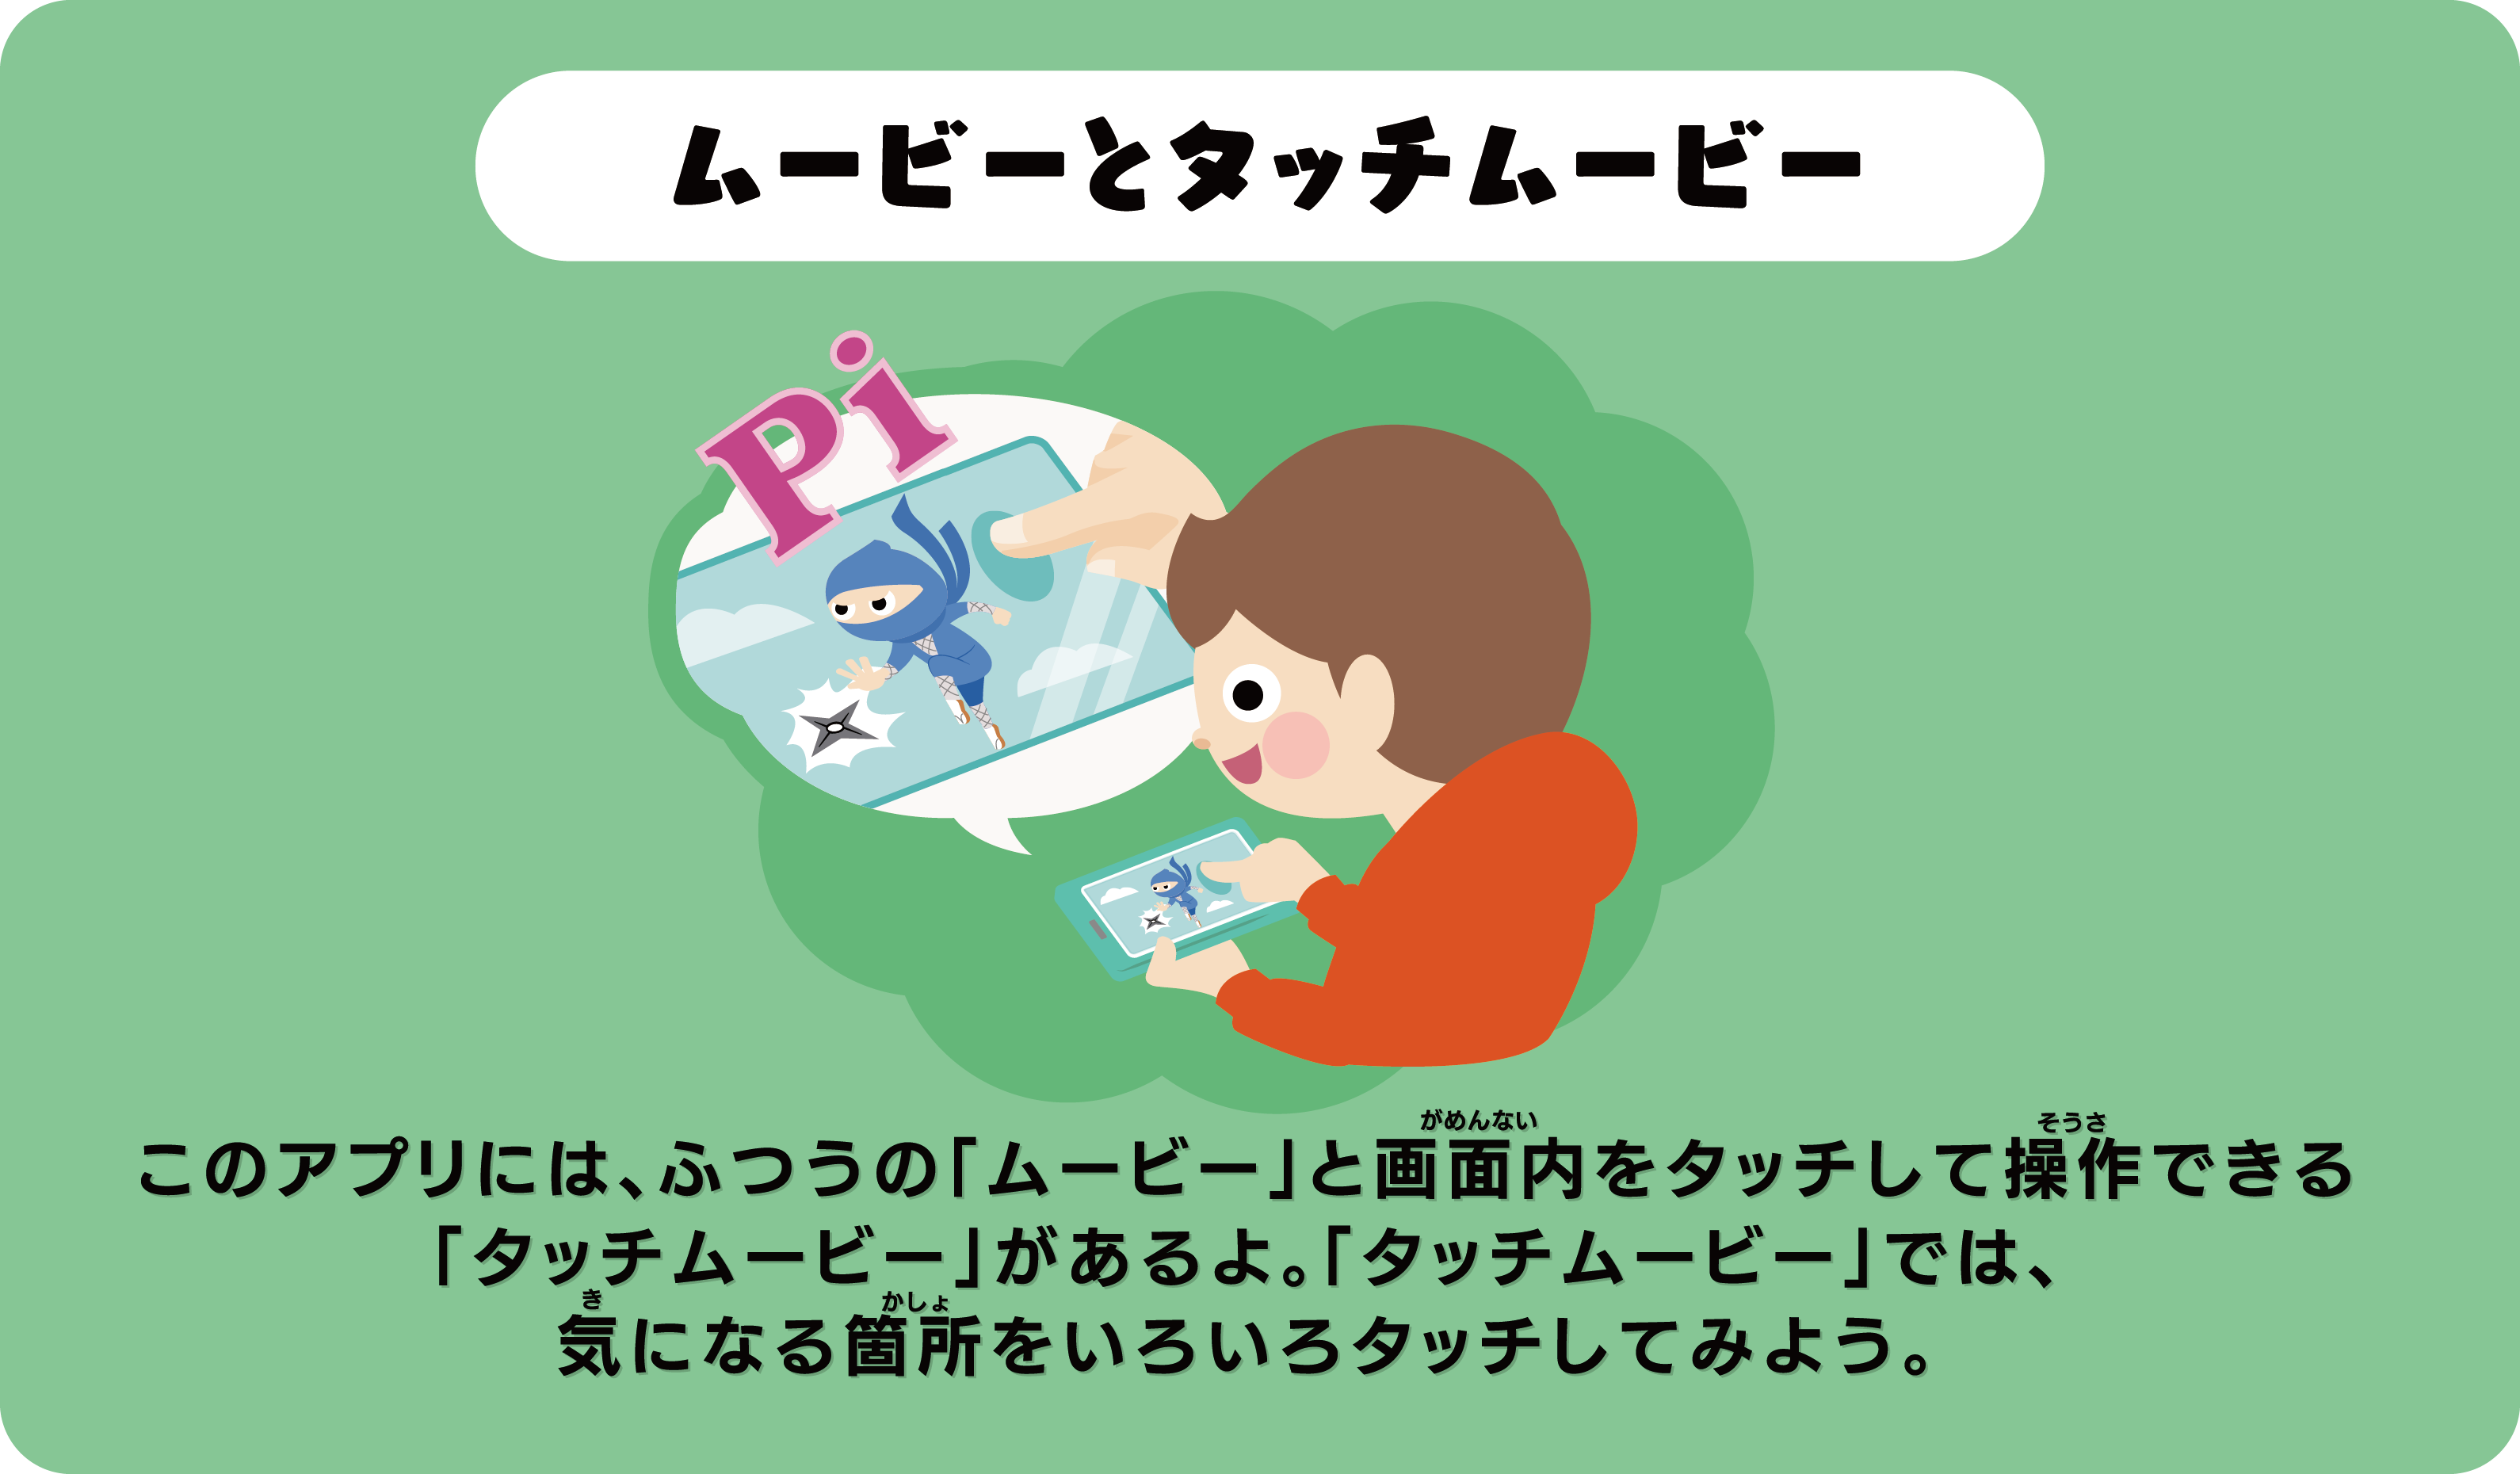 ムービーとタッチムービー
Pi
がめんない そうさ
このアプリには、ふつうの「ムービー」と画面内をタッチして操作できる
「タッチムービー」があるよ。「タッチムービー」では、
き かしょ
気になる箇所をいろいろタッチしてみよう。